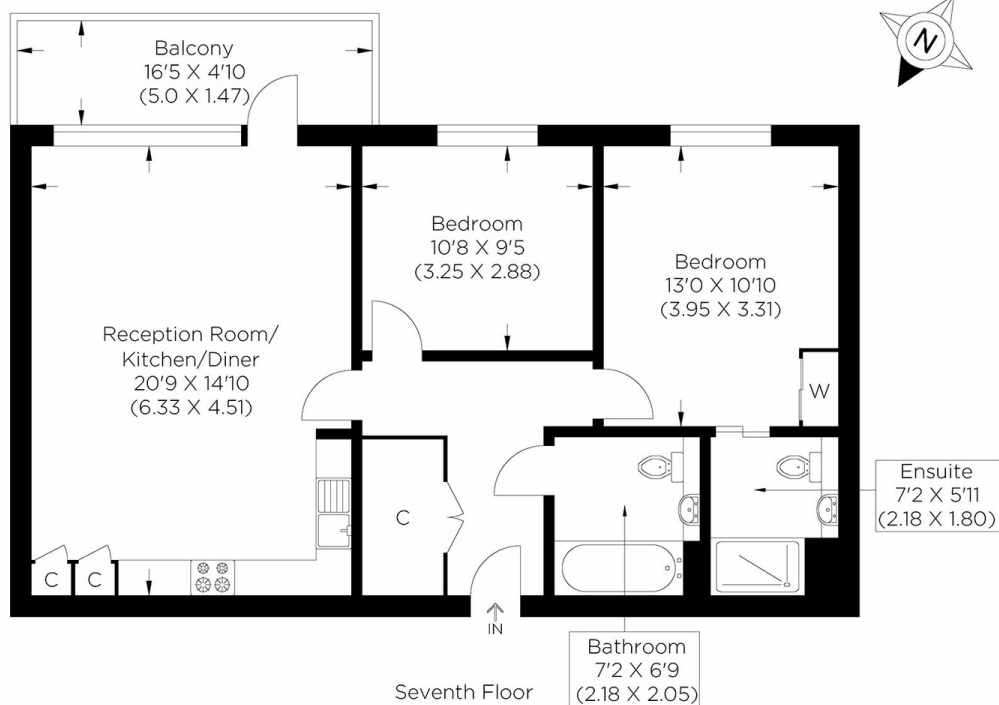 N
Balcony
16'5 X 4'10
(5.0 X 1.47)
Bedroom
10'8 X 9'5
(3.25 X 2.88)
Bedroom
13'0 X 10'10
(3.95 X 3.31)
Reception Room/
Kitchen/Diner
20'9 X 14'10
(6.33 X 4.51)
W
Ensuite
7'2 X 5'11
(2.18 X 1.80)
C
C
C
IN
Bathroom
7'2 X 6'9
(2.18 X 2.05)
Seventh Floor